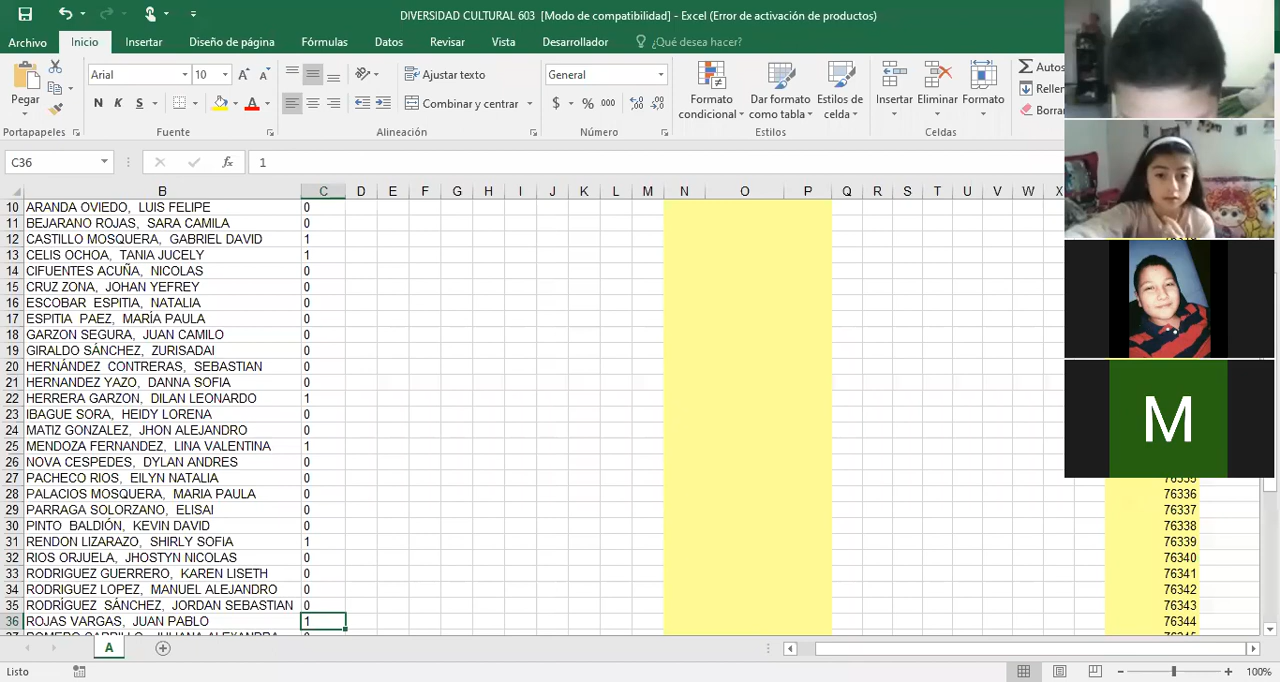 DIVERSIDAD CULTURAL 603 [Modo de compatibilidad] - Excel (Error de activación de productos)
Archivo Inicio Insertar Diseño de página Fórmulas Datos Revisar Vista Desarrollador ¿Qué desea hacer?
Pegar
Portapapeles
Arial 10
N K S
Fuente
Ajustar texto
Combinar y centrar
Alineación
General
$ % 000
Número
Formato condicional
Dar formato como tabla
Estilos de celda
Estilos
Insertar Eliminar Formato
Celdas
Autos
Rellen
Borra
C36 fx 1
B C D E F G H I J K L M N O P Q R S T U V W X
10 ARANDA OVIEDO, LUIS FELIPE 0
11 BEJARANO ROJAS, SARA CAMILA 0
12 CASTILLO MOSQUERA, GABRIEL DAVID 1
13 CELIS OCHOA, TANIA JUCELY 1
14 CIFUENTES ACUÑA, NICOLAS 0
15 CRUZ ZONA, JOHAN YEFREY 0
16 ESCOBAR ESPITIA, NATALIA 0
17 ESPITIA PAEZ, MARÍA PAULA 0
18 GARZON SEGURA, JUAN CAMILO 0
19 GIRALDO SÁNCHEZ, ZURISADAI 0
20 HERNÁNDEZ CONTRERAS, SEBASTIAN 0
21 HERNANDEZ YAZO, DANNA SOFIA 0
22 HERRERA GARZON, DILAN LEONARDO 1
23 IBAGUE SORA, HEIDY LORENA 0
24 MATIZ GONZALEZ, JHON ALEJANDRO 0
25 MENDOZA FERNANDEZ, LINA VALENTINA 1
26 NOVA CESPEDES, DYLAN ANDRES 0
27 PACHECO RIOS, EILYN NATALIA 0 76335
28 PALACIOS MOSQUERA, MARIA PAULA 0 76336
29 PARRAGA SOLORZANO, ELISAI 0 76337
30 PINTO BALDIÓN, KEVIN DAVID 0 76338
31 RENDON LIZARAZO, SHIRLY SOFIA 1 76339
32 RIOS ORJUELA, JHOSTYN NICOLAS 0 76340
33 RODRIGUEZ GUERRERO, KAREN LISETH 0 76341
34 RODRIGUEZ LOPEZ, MANUEL ALEJANDRO 0 76342
35 RODRÍGUEZ SÁNCHEZ, JORDAN SEBASTIAN 0 76343
36 ROJAS VARGAS, JUAN PABLO 1 76344
M
A
Listo 100%